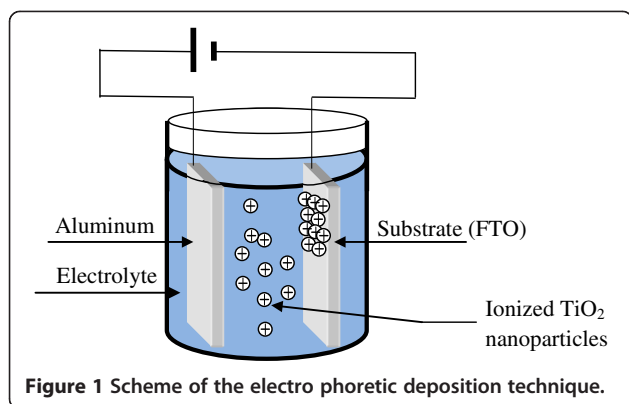 Aluminum
Substrate (FTO)
Electrolyte
Ionized TiO₂
nanoparticles
Figure 1 Scheme of the electro phoretic deposition technique.